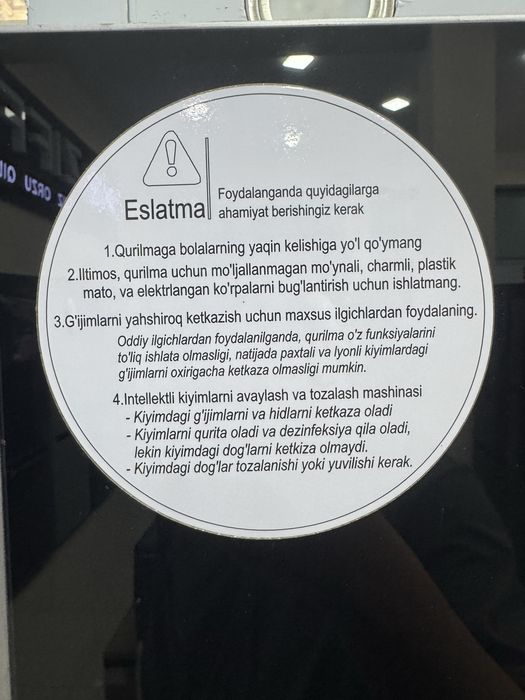 Eslatma
Foydalanganda quyidagilarga
ahamiyat berishingiz kerak
1.Qurilmaga bolalarning yaqin kelishiga yo'l qo'ymang
2.Iltimos, qurilma uchun mo'ljallanmagan mo'ynali, charmli, plastik
mato, va elektrlangan ko'rpalarni bug'lantirish uchun ishlatmang.
3.G'ijimlarni yahshiroq ketkazish uchun maxsus ilgichlardan foydalaning.
Oddiy ilgichlardan foydalanilganda, qurilma o'z funksiyalarini
to'liq ishlata olmasligi, natijada paxtali va lyonli kiyimlardagi
g'ijimlarni oxirigacha ketkaza olmasligi mumkin.
4.Intellektli kiyimlarni avaylash va tozalash mashinasi
- Kiyimdagi g'ijimlarni va hidlarni ketkaza oladi
- Kiyimlarni qurita oladi va dezinfeksiya qila oladi,
lekin kiyimdagi dog'larni ketkiza olmaydi.
- Kiyimdagi dog'lar tozalanishi yoki yuvilishi kerak.